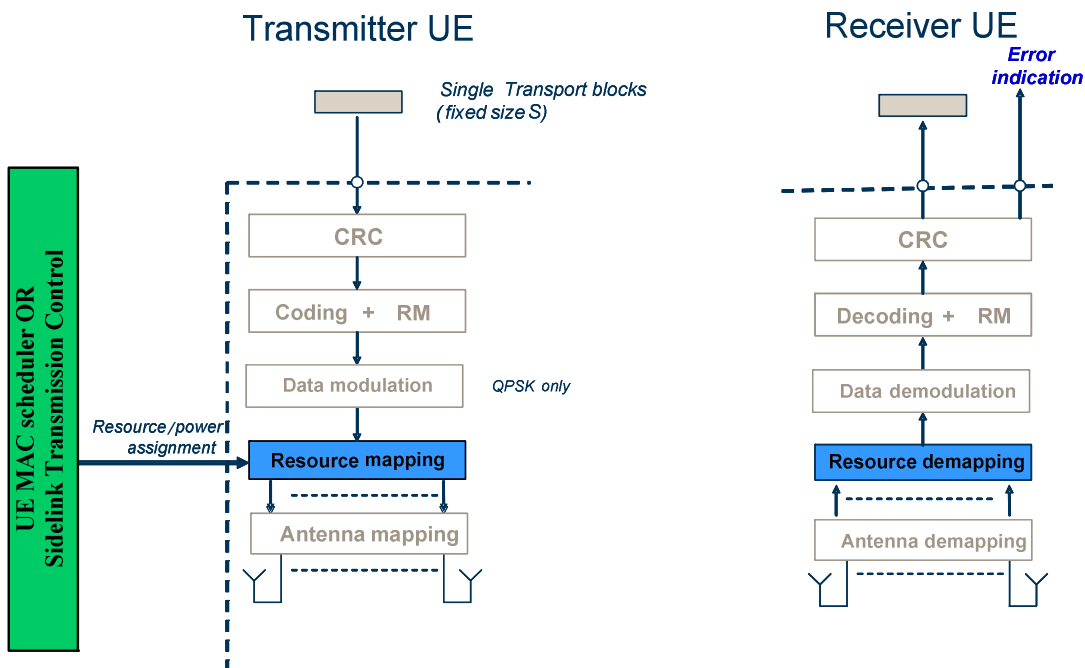 Transmitter UE
Single Transport blocks
(fixed size S)
CRC
Coding + RM
Data modulation
QPSK only
Resource/power
assignment
Resource mapping
Antenna mapping
UE MAC scheduler OR
Sidelink Transmission Control
Receiver UE
Error
indication
CRC
Decoding + RM
Data demodulation
Resource demapping
Antenna demapping